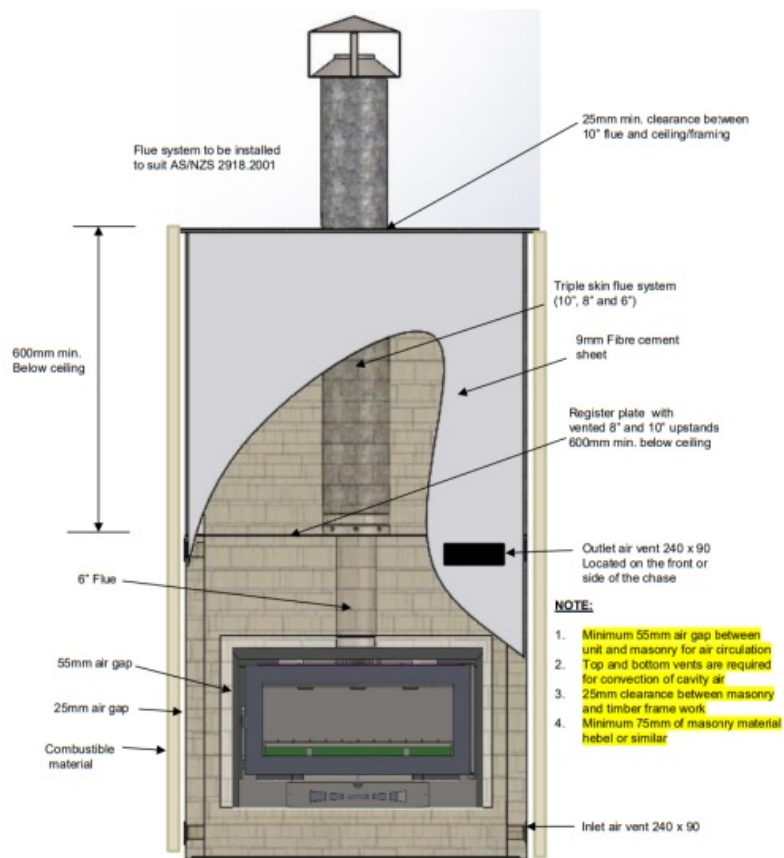 25mm min. clearance between
10" flue and ceiling/framing
Flue system to be installed
to suit AS/NZS 2918.2001
Triple skin flue system
(10", 8" and 6")
9mm Fibre cement
sheet
600mm min.
Below ceiling
Register plate with
vented 8" and 10" upstands
600mm min. below ceiling
Outlet air vent 240 x 90
Located on the front or
side of the chase
6" Flue
NOTE:
1. Minimum 55mm air gap between
unit and masonry for air circulation
2. Top and bottom vents are required
for convection of cavity air
3. 25mm clearance between masonry
and timber frame work
4. Minimum 75mm of masonry material
hebel or similar
55mm air gap
25mm air gap
Combustible
material
Inlet air vent 240 x 90